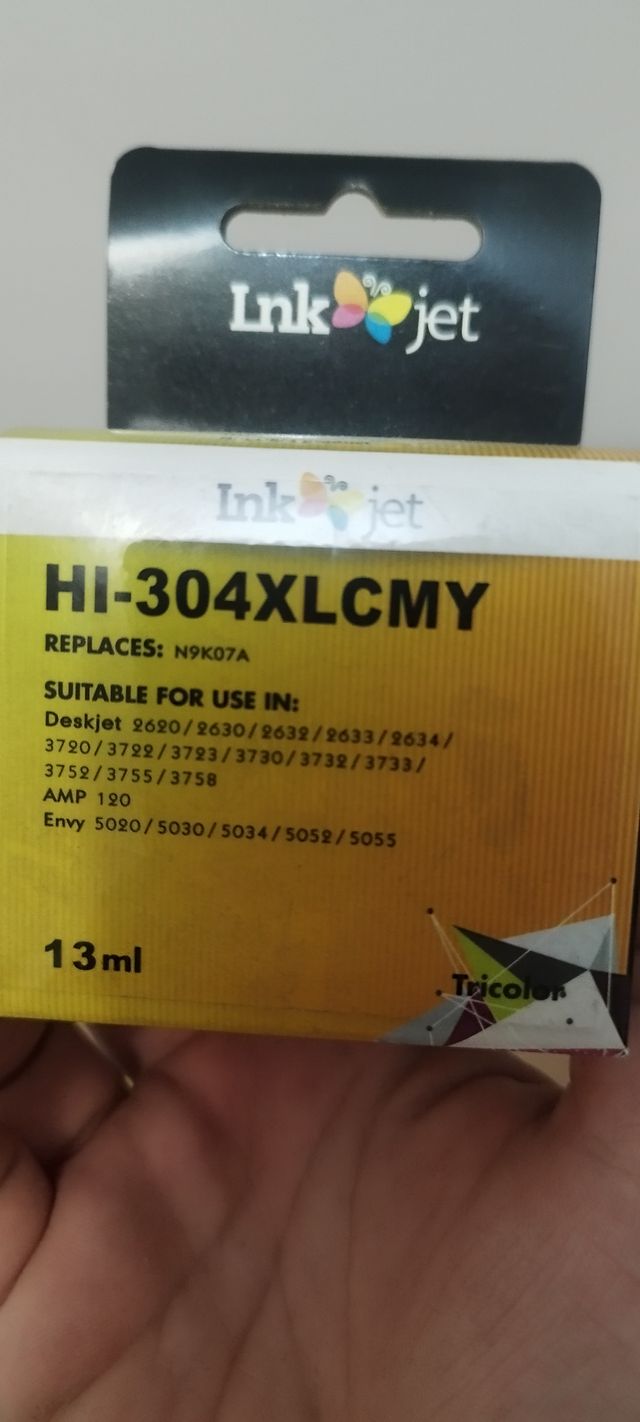 Ink jet
Ink jet
HI-304XLCMY
REPLACES: N9K07A
SUITABLE FOR USE IN:
Deskjet 2620/2630/2632/2633/2634/
3720/3722/3723/3730/3732/3733/
3752/3755/3758
AMP 120
Envy 5020/5030/5034/5052/5055
13ml
Tricolor